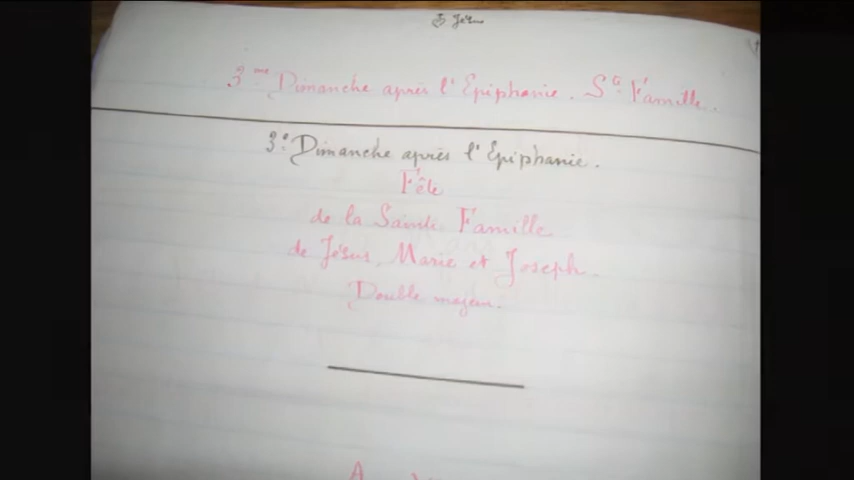 Jésus
3me Dimanche après l'Epiphanie. Ste Famille.
3e Dimanche après l'Epiphanie.
Fête
de la Sainte Famille
de Jésus, Marie et Joseph.
Double majeur.